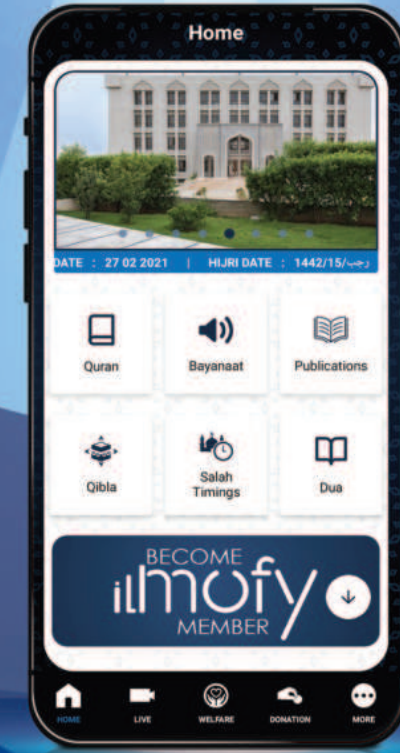 Home
DATE : 27 02 2021 | HIJRI DATE : 1442/15/رجب
Quran
Bayanaat
Publications
Qibla
Salah
Timings
Dua
BECOME
ilmofy
MEMBER
HOME
LIVE
WELFARE
DONATION
MORE